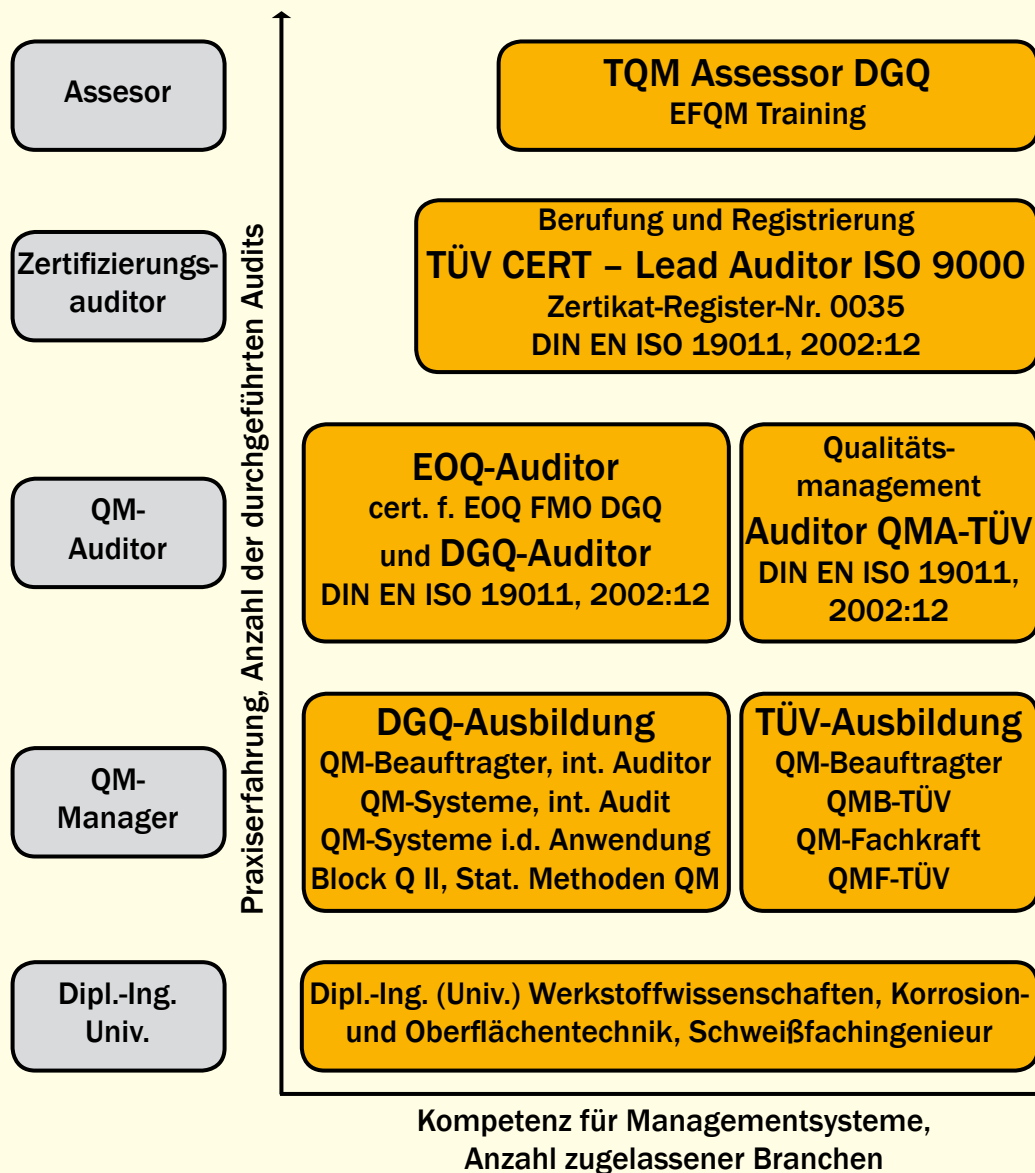 Assesor
TQM Assessor DGQ
EFQM Training
Zertifizierungs-
auditor
Berufung und Registrierung
TÜV CERT – Lead Auditor ISO 9000
Zertikat-Register-Nr. 0035
DIN EN ISO 19011, 2002:12
QM-
Auditor
EOQ-Auditor
cert. f. EOQ FMO DGQ
und DGQ-Auditor
DIN EN ISO 19011, 2002:12
Qualitäts-
management
Auditor QMA-TÜV
DIN EN ISO 19011,
2002:12
QM-
Manager
DGQ-Ausbildung
QM-Beauftragter, int. Auditor
QM-Systeme, int. Audit
QM-Systeme i.d. Anwendung
Block Q II, Stat. Methoden QM
TÜV-Ausbildung
QM-Beauftragter
QMB-TÜV
QM-Fachkraft
QMF-TÜV
Dipl.-Ing.
Univ.
Dipl.-Ing. (Univ.) Werkstoffwissenschaften, Korrosion-
und Oberflächentechnik, Schweißfachingenieur
Praxiserfahrung, Anzahl der durchgeführten Audits
Kompetenz für Managementsysteme,
Anzahl zugelassener Branchen